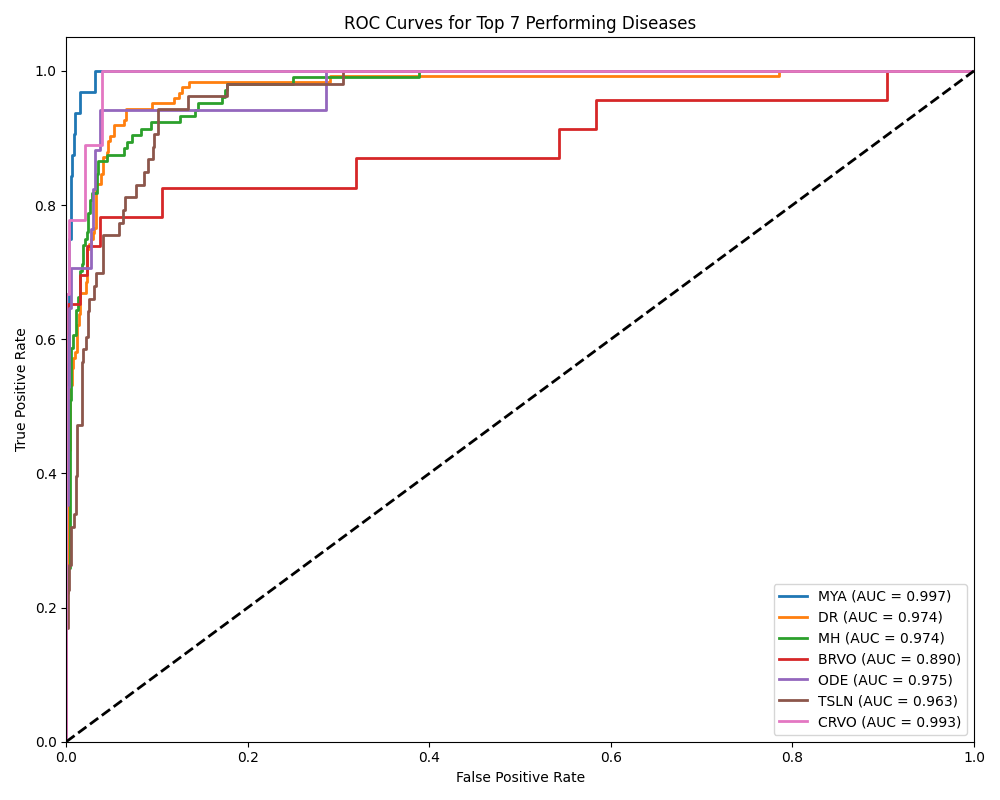 ROC Curves for Top 7 Performing Diseases
True Positive Rate
1.0
0.8
0.6
0.4
0.2
0.0
MYA (AUC = 0.997)
DR (AUC = 0.974)
MH (AUC = 0.974)
BRVO (AUC = 0.890)
ODE (AUC = 0.975)
TSLN (AUC = 0.963)
CRVO (AUC = 0.993)
0.0 0.2 0.4 0.6 0.8 1.0
False Positive Rate